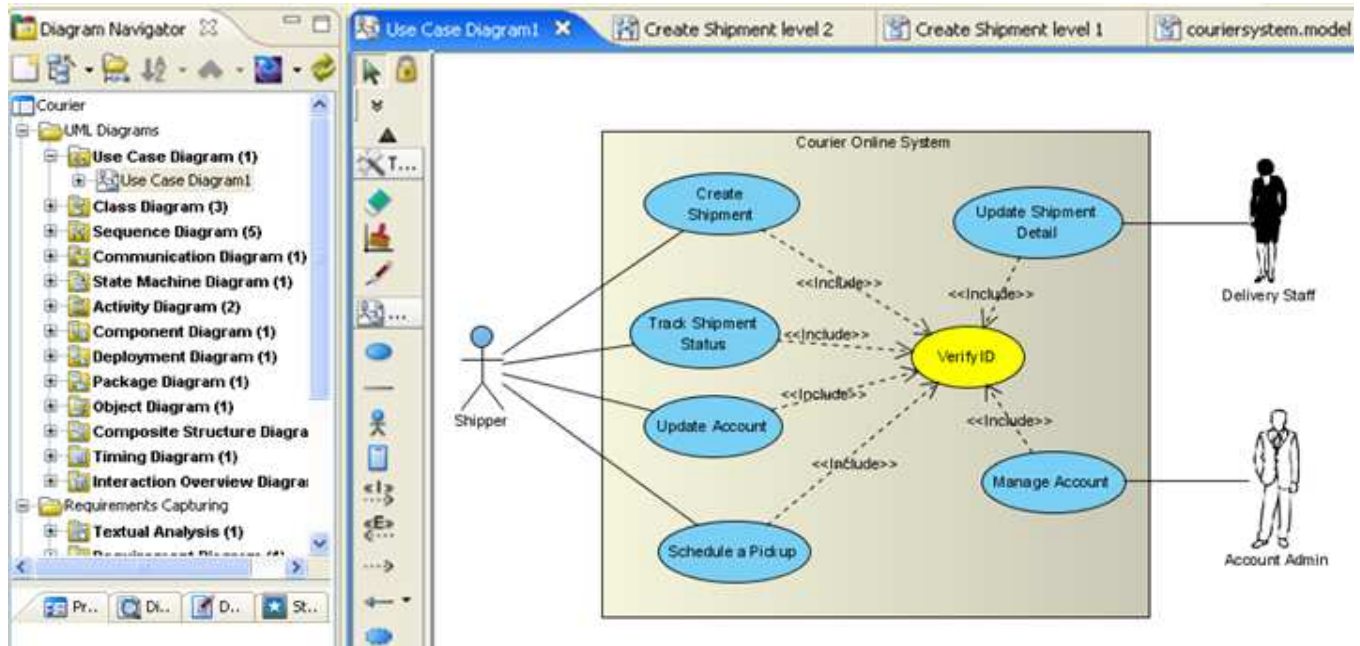 Diagram Navigator
Courier
UML Diagrams
Use Case Diagram (1)
Use Case Diagram1
Class Diagram (3)
Sequence Diagram (5)
Communication Diagram (1)
State Machine Diagram (1)
Activity Diagram (2)
Component Diagram (1)
Deployment Diagram (1)
Package Diagram (1)
Object Diagram (1)
Composite Structure Diagra
Timing Diagram (1)
Interaction Overview Diagra
Requirements Capturing
Textual Analysis (1)
Requirement Diagram (1)
Pr..
Di..
D..
St..
Use Case Diagram1
Create Shipment level 2
Create Shipment level 1
couriersystem.model
T...
...
«I»
«E»
Courier Online System
Create
Shipment
Update Shipment
Detail
<<Include>>
<<Include>>
Delivery Staff
Track Shipment
Status
<<Include>>
Verify ID
Shipper
<<Include>>
Update Account
<<Include>>
<<Include>>
Manage Account
Schedule a Pickup
Account Admin